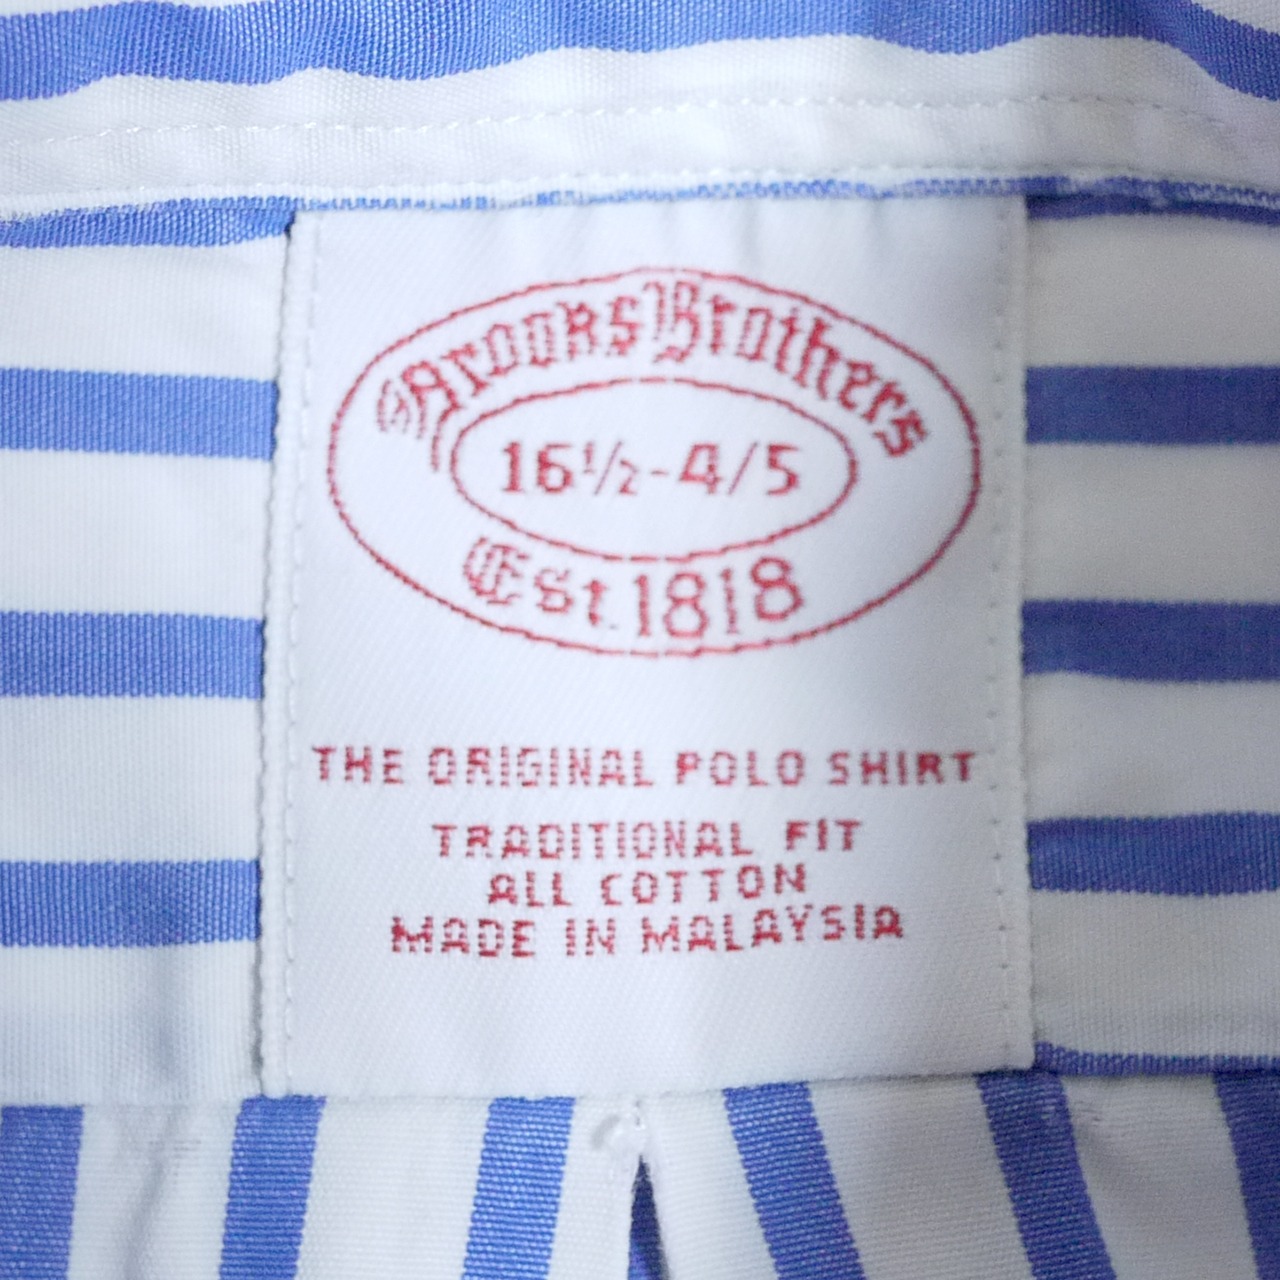 Brooks Brothers
16½-4/5
Est. 1818
THE ORIGINAL POLO SHIRT
TRADITIONAL FIT
ALL COTTON
MADE IN MALAYSIA